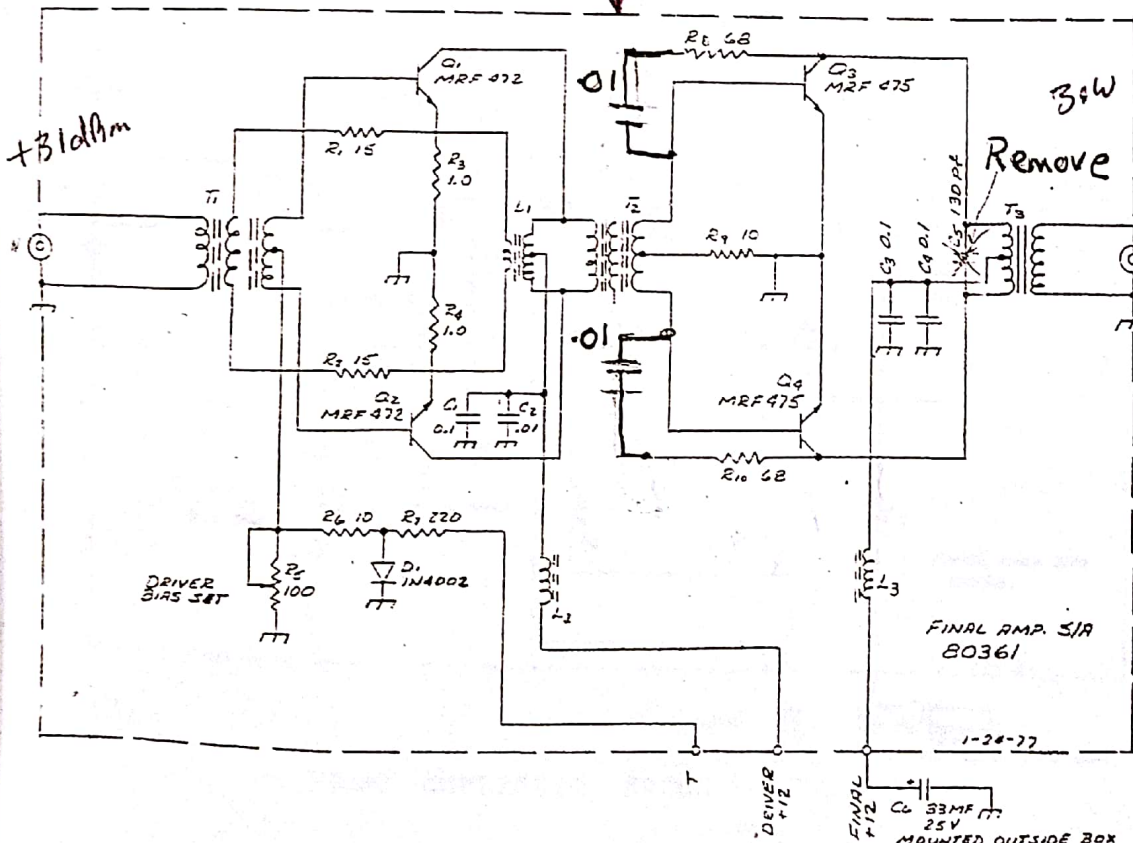 R8 68
Q1
MRF 472
.01
Q3
MRF 475
30W
+31dBm
Remove
R1 15
R3
1.0
T1
L1
T2
R9 10
C3 0.1
C4 0.1
C5 130 PF
T3
R4
1.0
.01
R2 15
Q2
MRF 472
C1
0.1
C2
.01
Q4
MRF 475
R10 68
R6 10
R7 220
DRIVER
BIAS SET
R5
100
D1
1N4002
L2
L3
FINAL AMP. S/A
80361
1-26-77
T
DRIVER
+12
FINAL
+12
C6 33MF
25V
MOUNTED OUTSIDE BOX